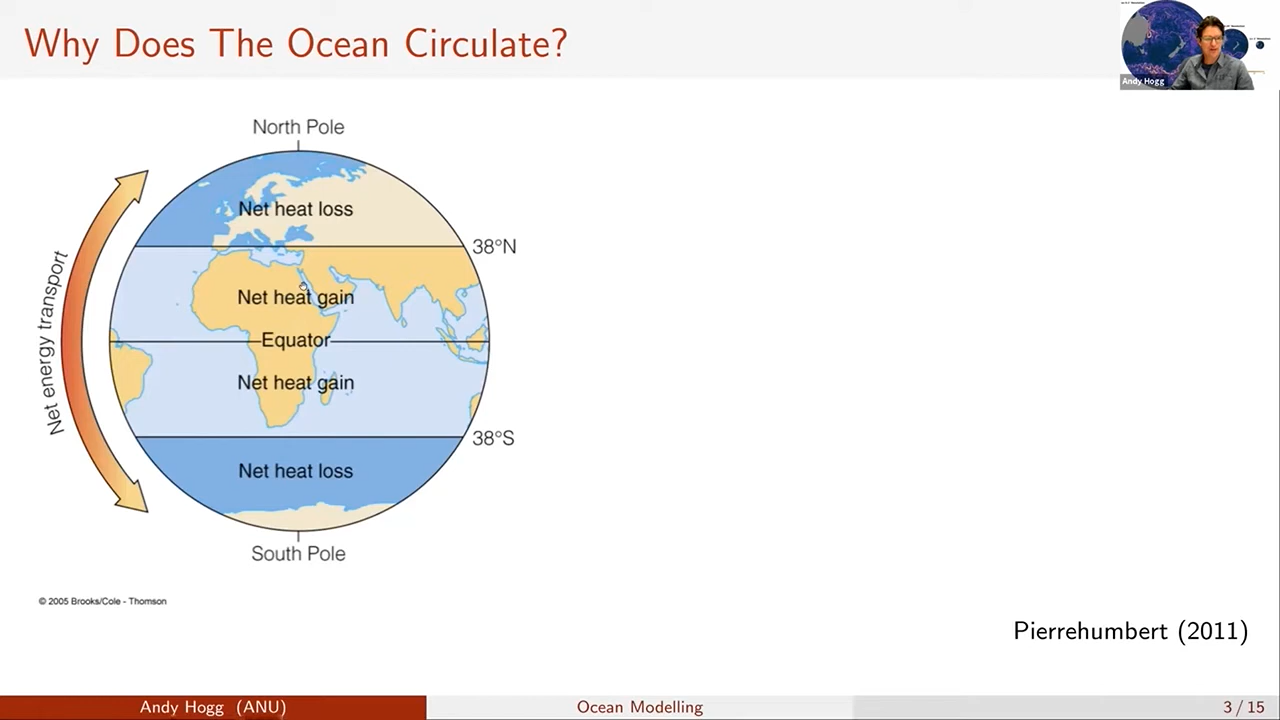 Why Does The Ocean Circulate?
Andy Hogg
North Pole
Net heat loss
38°N
Net energy transport
Net heat gain
Equator
Net heat gain
38°S
Net heat loss
South Pole
© 2005 Brooks/Cole - Thomson
Pierrehumbert (2011)
Andy Hogg (ANU)
Ocean Modelling
3 / 15